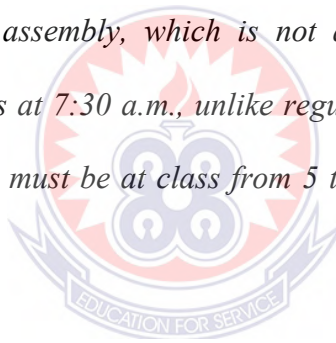 assembly, which is not
s at 7:30 a.m., unlike regu
must be at class from 5 t
EDUCATION FOR SERVICE